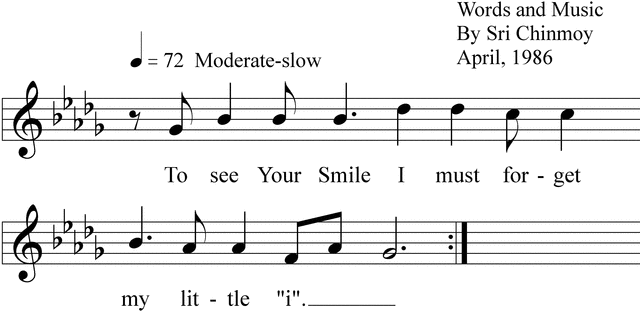 Words and Music
By Sri Chinmoy
April, 1986
= 72 Moderate-slow
To see Your Smile I must for - get
my lit - tle "i".